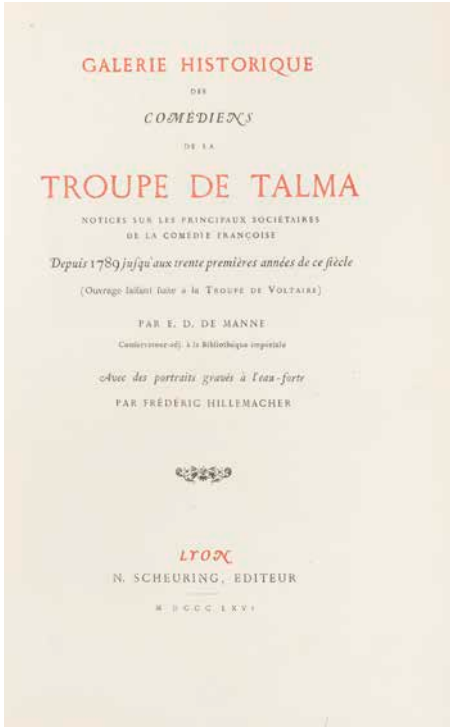 GALERIE HISTORIQUE
DES
COMÉDIENS
DE LA
TROUPE DE TALMA
NOTICES SUR LES PRINCIPAUX SOCIÉTAIRES
DE LA COMÉDIE FRANÇOISE
Depuis 1789 juſqu'aux trente premières années de ce ſiècle
(Ouvrage faiſant ſuite à la TROUPE DE VOLTAIRE)
PAR E. D. DE MANNE
Conſervateur-adj. à la Bibliothèque impériale
Avec des portraits gravés à l'eau-forte
PAR FRÉDÉRIC HILLEMACHER
LYON
N. SCHEURING, EDITEUR
M DCCC LXVI